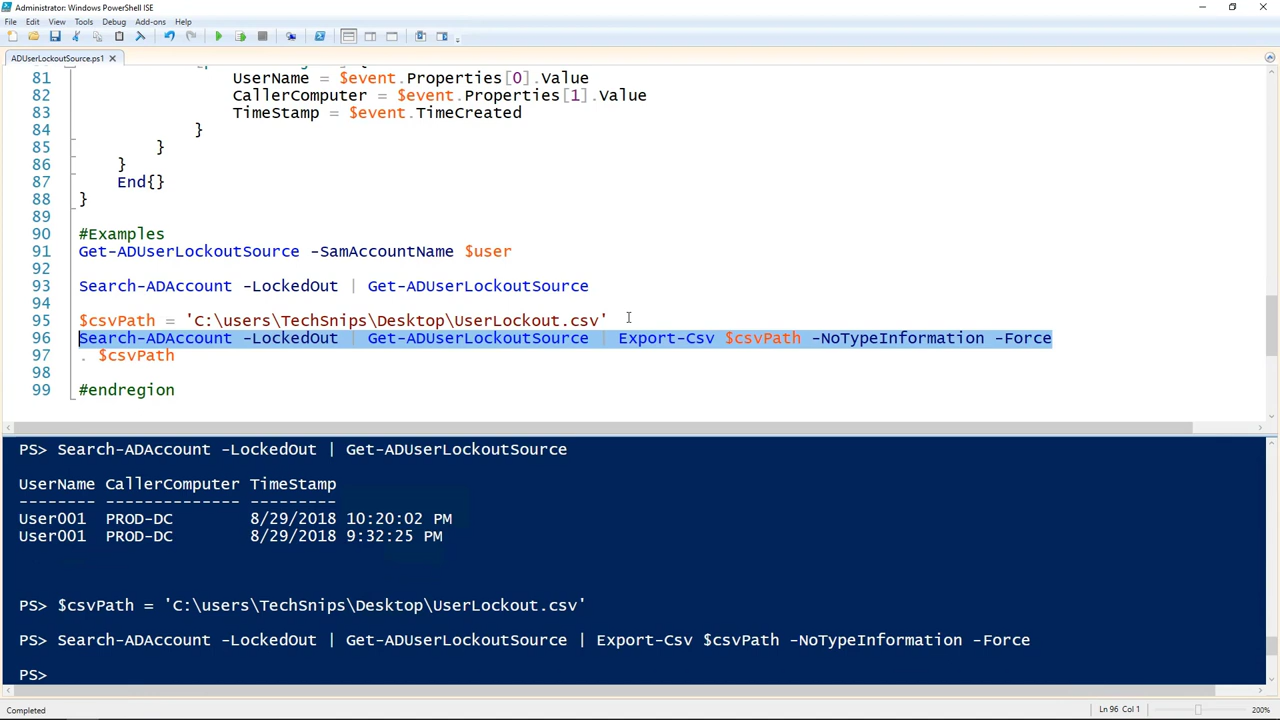 Administrator: Windows PowerShell ISE
File Edit View Tools Debug Add-ons Help
ADUserLockoutSource.ps1
81 UserName = $event.Properties[0].Value
82 CallerComputer = $event.Properties[1].Value
83 TimeStamp = $event.TimeCreated
84 }
85 }
86 }
87 End{}
88 }
89
90 #Examples
91 Get-ADUserLockoutSource -SamAccountName $user
92
93 Search-ADAccount -LockedOut | Get-ADUserLockoutSource
94
95 $csvPath = 'C:\users\TechSnips\Desktop\UserLockout.csv'
96 Search-ADAccount -LockedOut | Get-ADUserLockoutSource | Export-Csv $csvPath -NoTypeInformation -Force
97 . $csvPath
98
99 #endregion
PS> Search-ADAccount -LockedOut | Get-ADUserLockoutSource
UserName CallerComputer TimeStamp
-------- -------------- ---------
User001 PROD-DC 8/29/2018 10:20:02 PM
User001 PROD-DC 8/29/2018 9:32:25 PM
PS> $csvPath = 'C:\users\TechSnips\Desktop\UserLockout.csv'
PS> Search-ADAccount -LockedOut | Get-ADUserLockoutSource | Export-Csv $csvPath -NoTypeInformation -Force
PS>
Completed Ln 96 Col 1 200%